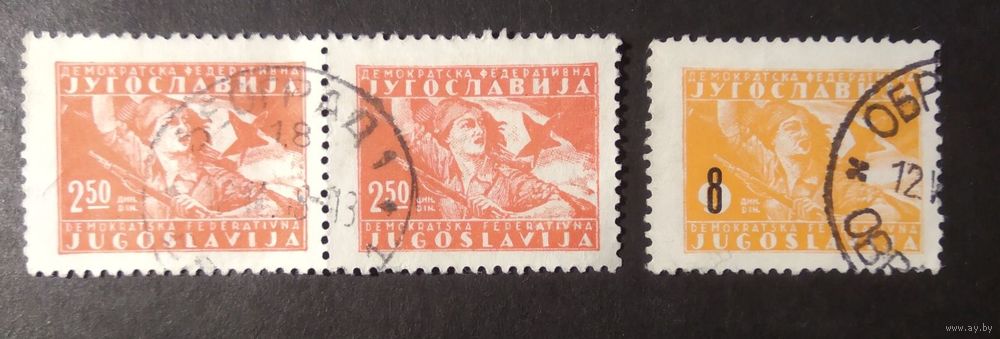 ДЕМОКРАТСКА ФЕДЕРАТИВНА
ЈУГОСЛАВИЈА
2.50 ДИН. DIN.
DEMOKRATSKA FEDERATIVNA
JUGOSLAVIJA
ДЕМОКРАТСКА ФЕДЕРАТИВНА
ЈУГОСЛАВИЈА
2.50 ДИН. DIN.
DEMOKRATSKA FEDERATIVNA
JUGOSLAVIJA
ДЕМОКРАТСКА ФЕДЕРАТИВНА
ЈУГОСЛАВИЈА
8 ДИН. DIN.
DEMOKRATSKA FEDERATIVNA
JUGOSLAVIJA
ОБР
12
www.ay.by